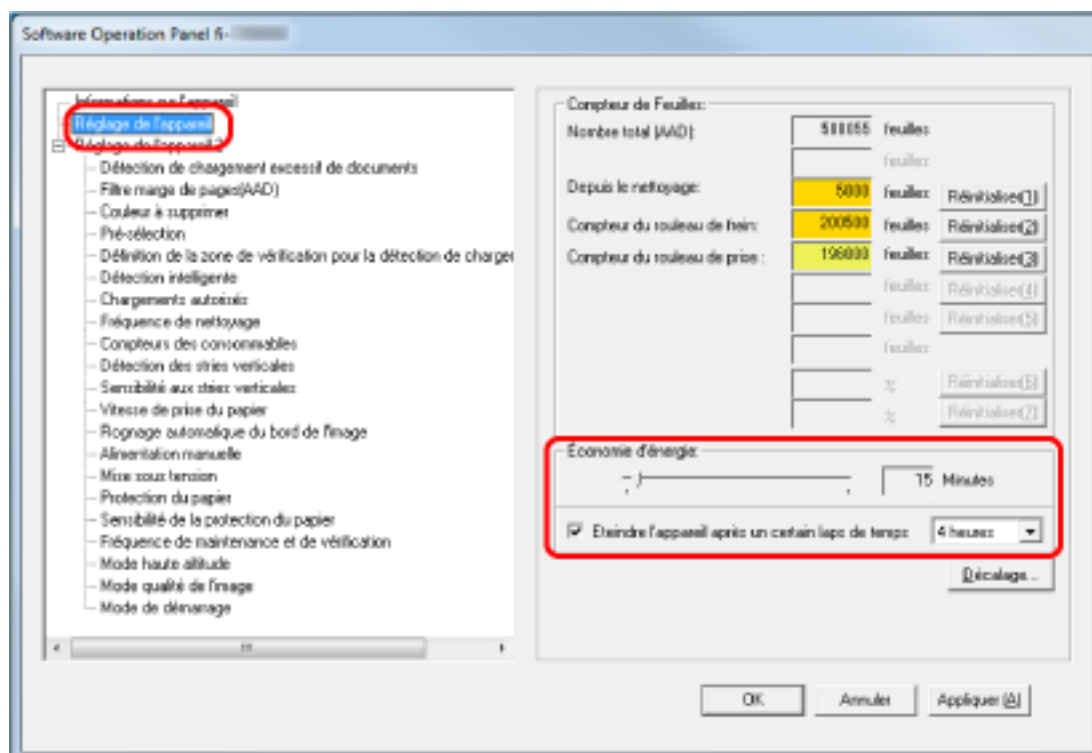 Software Operation Panel fi-
Informations sur l'appareil
Réglage de l'appareil
Réglage de l'appareil 2
Détection de chargement excessif de documents
Filtre marge de pages(AAD)
Couleur à supprimer
Pré-sélection
Définition de la zone de vérification pour la détection de charge
Détection intelligente
Chargements autorisés
Fréquence de nettoyage
Compteurs des consommables
Détection des stries verticales
Sensibilité aux stries verticales
Vitesse de prise du papier
Rognage automatique du bord de l'image
Alimentation manuelle
Mise sous tension
Protection du papier
Sensibilité de la protection du papier
Fréquence de maintenance et de vérification
Mode haute altitude
Mode qualité de l'image
Mode de démarrage
Compteur de Feuilles:
Nombre total (AAD): 500055 feuilles
feuilles
Depuis le nettoyage: 5000 feuilles Réinitialiser(1)
Compteur du rouleau de frein: 200500 feuilles Réinitialiser(2)
Compteur du rouleau de prise : 196000 feuilles Réinitialiser(3)
feuilles Réinitialiser(4)
feuilles Réinitialiser(5)
feuilles
% Réinitialiser(6)
% Réinitialiser(7)
Économie d'énergie:
15 Minutes
Eteindre l'appareil après un certain laps de temps 4 heures
Décalage...
OK Annuler Appliquer (A)